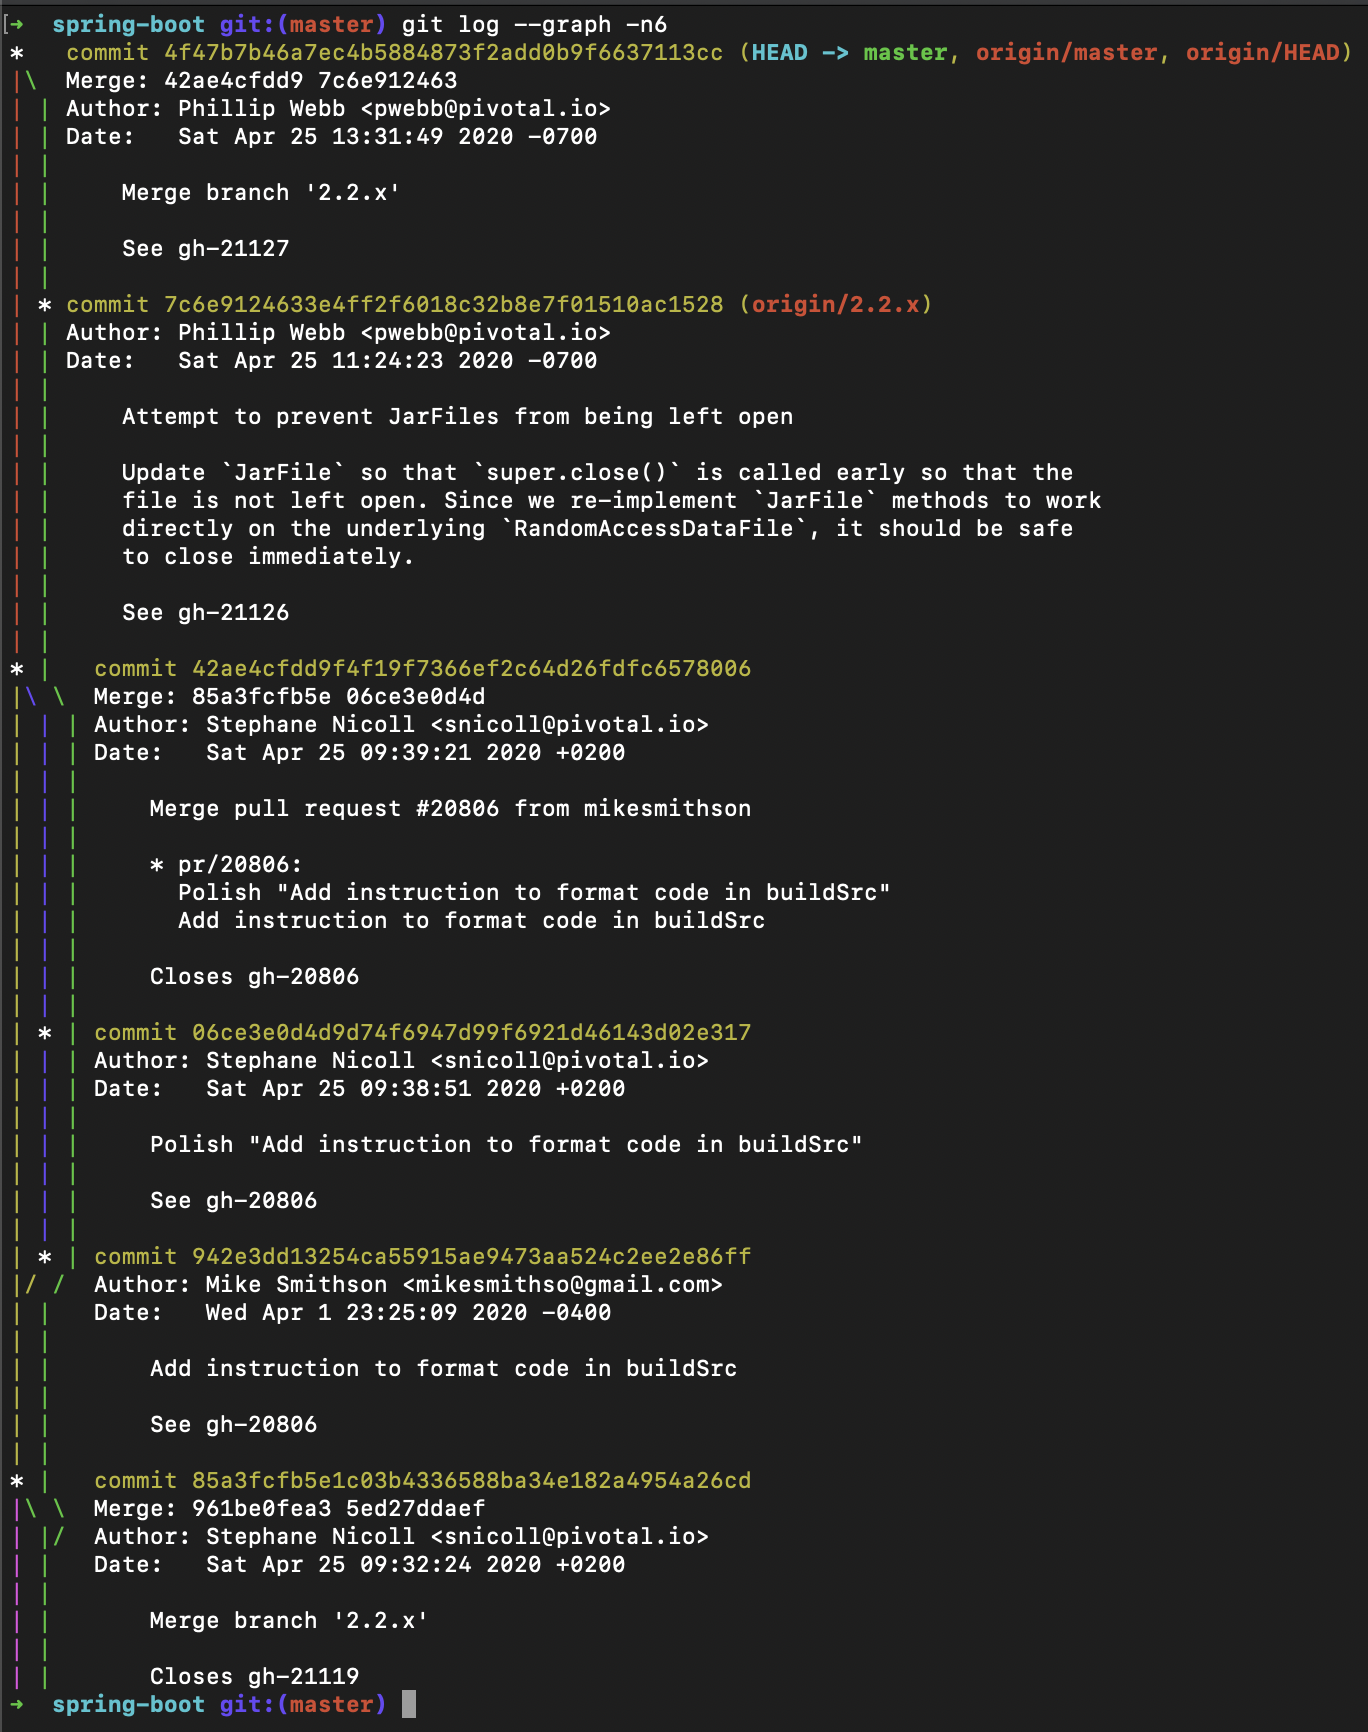 [➜  spring-boot git:(master) git log --graph -n6
*   commit 4f47b7b46a7ec4b5884873f2add0b9f6637113cc (HEAD -> master, origin/master, origin/HEAD)
|\  Merge: 42ae4cfdd9 7c6e912463
| | Author: Phillip Webb <pwebb@pivotal.io>
| | Date:   Sat Apr 25 13:31:49 2020 -0700
| |
| |     Merge branch '2.2.x'
| |
| |     See gh-21127
| |
| * commit 7c6e9124633e4ff2f6018c32b8e7f01510ac1528 (origin/2.2.x)
| | Author: Phillip Webb <pwebb@pivotal.io>
| | Date:   Sat Apr 25 11:24:23 2020 -0700
| |
| |     Attempt to prevent JarFiles from being left open
| |
| |     Update `JarFile` so that `super.close()` is called early so that the
| |     file is not left open. Since we re-implement `JarFile` methods to work
| |     directly on the underlying `RandomAccessDataFile`, it should be safe
| |     to close immediately.
| |
| |     See gh-21126
| |
* |   commit 42ae4cfdd9f4f19f7366ef2c64d26fdfc6578006
|\ \  Merge: 85a3fcfb5e 06ce3e0d4d
| | | Author: Stephane Nicoll <snicoll@pivotal.io>
| | | Date:   Sat Apr 25 09:39:21 2020 +0200
| | |
| | |     Merge pull request #20806 from mikesmithson
| | |
| | |     * pr/20806:
| | |       Polish "Add instruction to format code in buildSrc"
| | |       Add instruction to format code in buildSrc
| | |
| | |     Closes gh-20806
| | |
| * | commit 06ce3e0d4d9d74f6947d99f6921d46143d02e317
| | | Author: Stephane Nicoll <snicoll@pivotal.io>
| | | Date:   Sat Apr 25 09:38:51 2020 +0200
| | |
| | |     Polish "Add instruction to format code in buildSrc"
| | |
| | |     See gh-20806
| | |
| * | commit 942e3dd13254ca55915ae9473aa524c2ee2e86ff
|/ /  Author: Mike Smithson <mikesmithso@gmail.com>
| |   Date:   Wed Apr 1 23:25:09 2020 -0400
| |
| |       Add instruction to format code in buildSrc
| |
| |       See gh-20806
| |
* |   commit 85a3fcfb5e1c03b4336588ba34e182a4954a26cd
|\ \  Merge: 961be0fea3 5ed27ddaef
| |/  Author: Stephane Nicoll <snicoll@pivotal.io>
| |   Date:   Sat Apr 25 09:32:24 2020 +0200
| |
| |       Merge branch '2.2.x'
| |
| |       Closes gh-21119
➜  spring-boot git:(master)